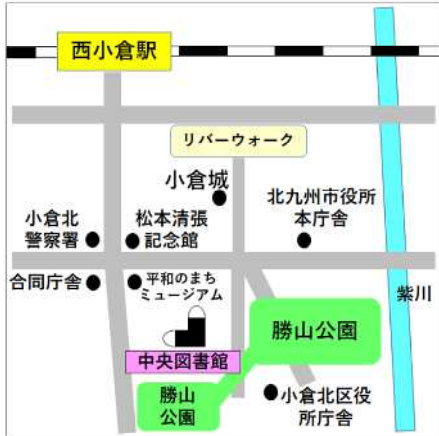 西小倉駅
リバーウォーク
小倉城
北九州市役所
本庁舎
小倉北
警察署
松本清張
記念館
合同庁舎
平和のまち
ミュージアム
紫川
勝山公園
中央図書館
勝山
公園
小倉北区役
所庁舎